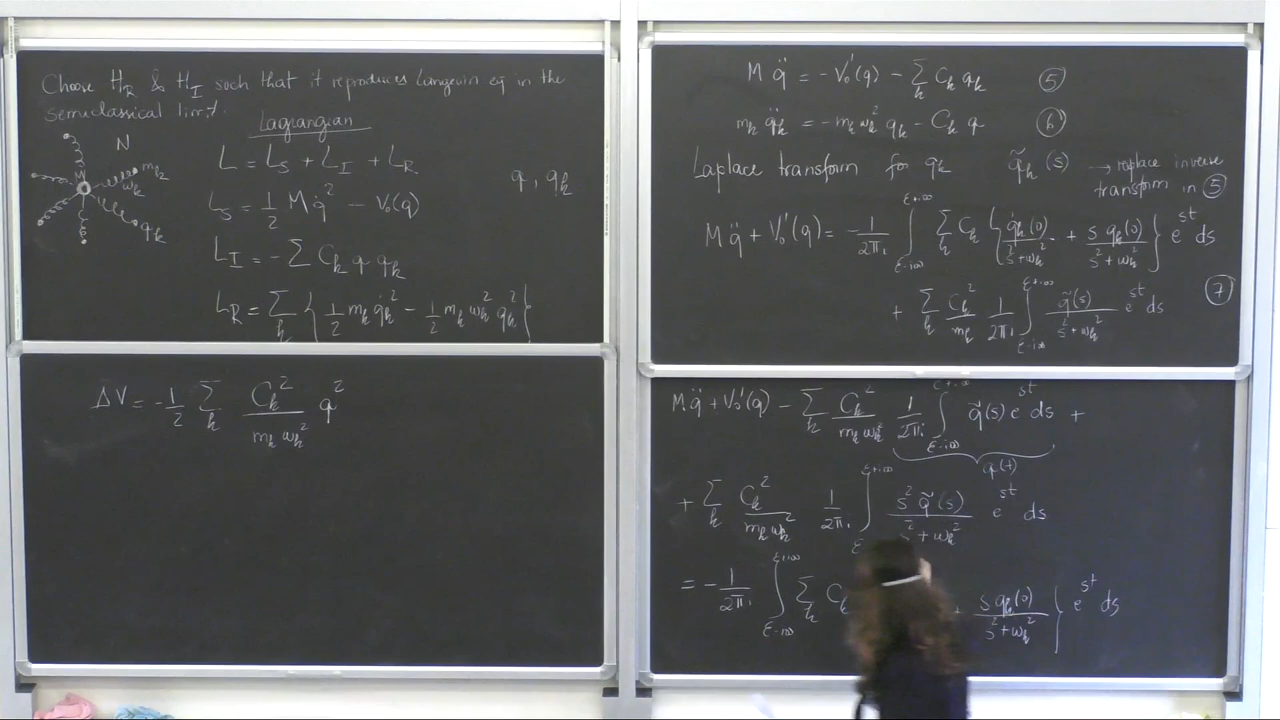 Choose H_R & H_I such that it reproduces Langevin eq in the
semiclassical limit.
Lagrangian
N
M
m_k
ω_k
q_k
L = L_S + L_I + L_R
q, q_k
L_S = 1/2 M q̇² - V_0(q)
L_I = - Σ C_k q q_k
L_R = Σ_k { 1/2 m_k q̇_k² - 1/2 m_k ω_k² q_k² }
ΔV = - 1/2 Σ_k C_k²/(m_k ω_k²) q²
M q̈ = - V_0'(q) - Σ_k C_k q_k (5)
m_k q̈_k = - m_k ω_k² q_k - C_k q (6)
Laplace transform for q_k q̃_k(s) → replace inverse
transform in (5)
M q̈ + V_0'(q) = - 1/(2πi) ∫_{ε-i∞}^{ε+i∞} Σ_k C_k { q̇_k(0)/(s²+ω_k²) + s q_k(0)/(s²+ω_k²) } e^{st} ds
+ Σ_k C_k²/m_k 1/(2πi) ∫_{ε-i∞}^{ε+i∞} q̃(s)/(s²+ω_k²) e^{st} ds (7)
M q̈ + V_0'(q) - Σ_k C_k²/(m_k ω_k²) 1/(2πi) ∫_{ε-i∞}^{ε+i∞} q̃(s) e^{st} ds +
q(t)
+ Σ_k C_k²/(m_k ω_k²) 1/(2πi) ∫^{ε+i∞} s² q̃(s)/(s²+ω_k²) e^{st} ds
= - 1/(2πi) ∫_{ε-i∞}^{ε+i∞} Σ_k C_k + s q_k(0)/(s²+ω_k²) } e^{st} ds